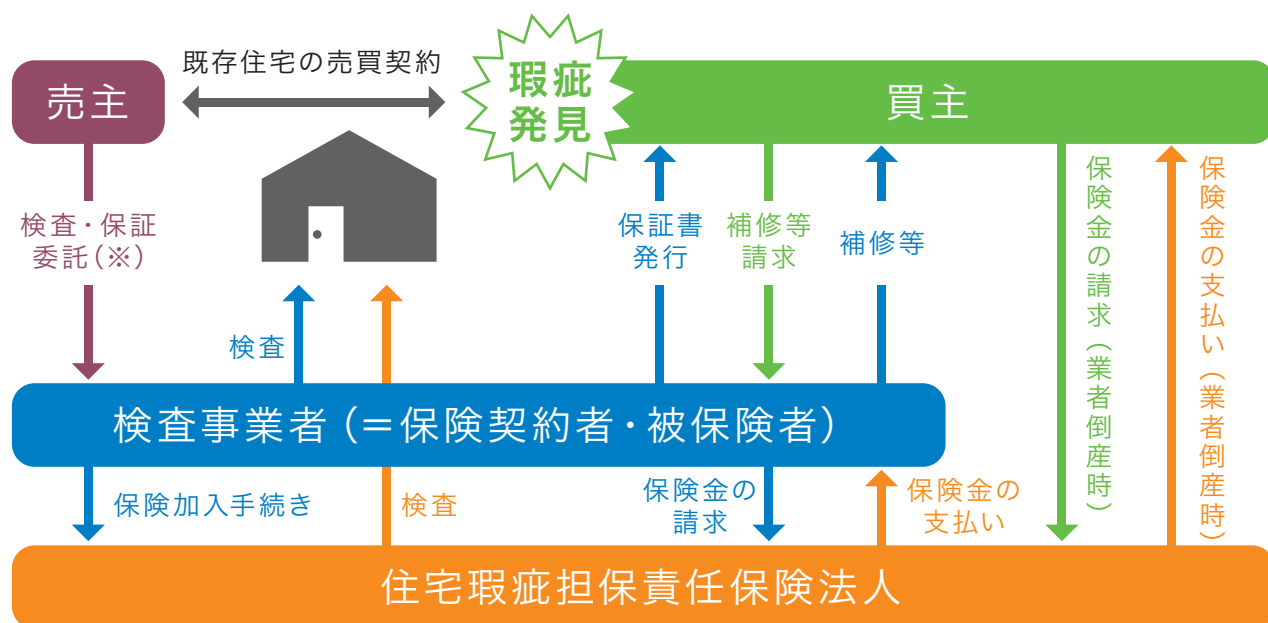 既存住宅の売買契約
売主
瑕疵
発見
買主
検査・保証
委託(※)
保証書
発行
補修等
請求
補修等
保険金の請求(業者倒産時)
保険金の支払い(業者倒産時)
検査
検査事業者(=保険契約者・被保険者)
保険加入手続き
検査
保険金の
請求
保険金の
支払い
住宅瑕疵担保責任保険法人